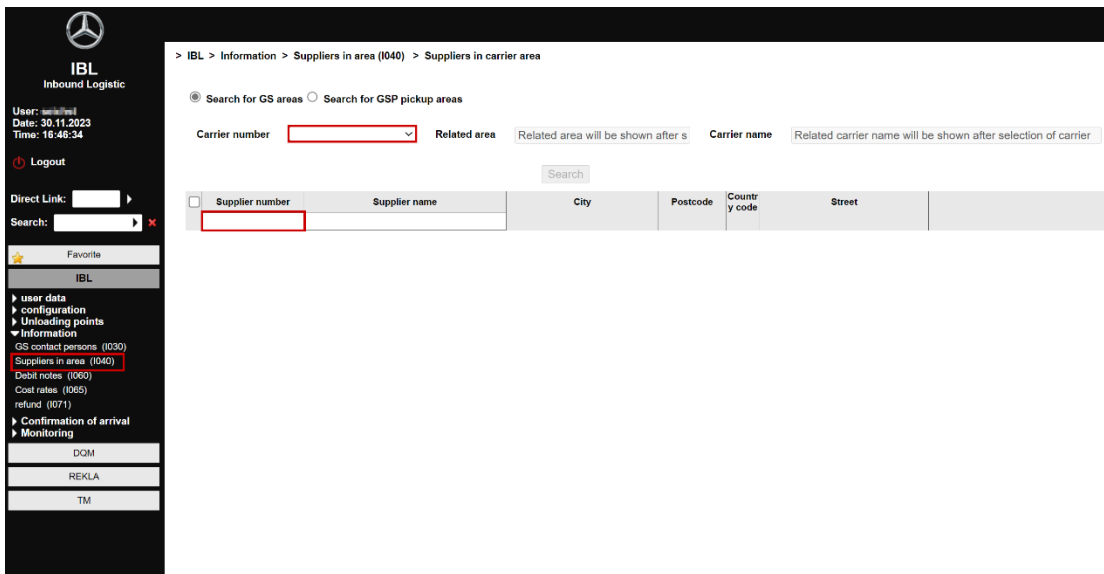 IBL
Inbound Logistic
User:
Date: 30.11.2023
Time: 16:46:34
Logout
Direct Link:
Search:
Favorite
IBL
user data
configuration
Unloading points
Information
GS contact persons (I030)
Suppliers in area (I040)
Debit notes (I060)
Cost rates (I065)
refund (I071)
Confirmation of arrival
Monitoring
DQM
REKLA
TM
> IBL > Information > Suppliers in area (I040) > Suppliers in carrier area
Search for GS areas Search for GSP pickup areas
Carrier number Related area Related area will be shown after s Carrier name Related carrier name will be shown after selection of carrier
Search
Supplier number Supplier name City Postcode Countr
y code Street